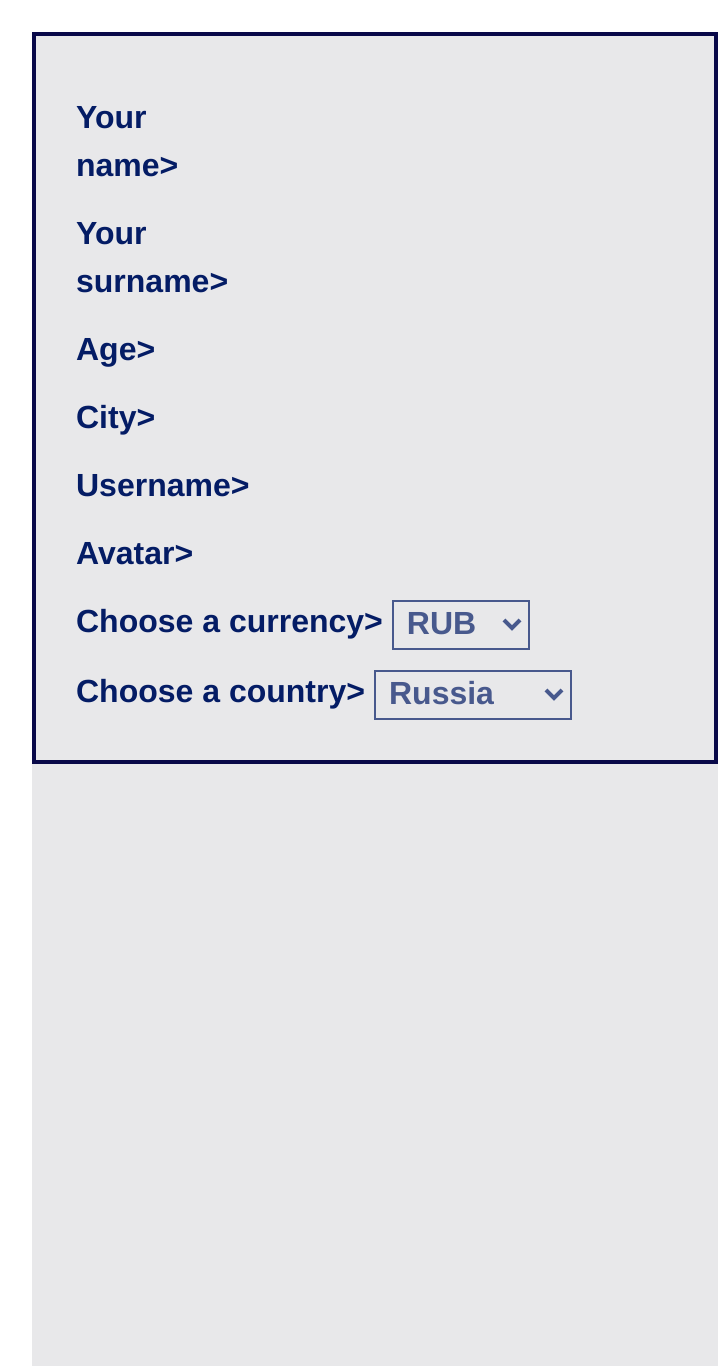 Your
name>
Your
surname>
Age>
City>
Username>
Avatar>
Choose a currency> RUB
Choose a country> Russia